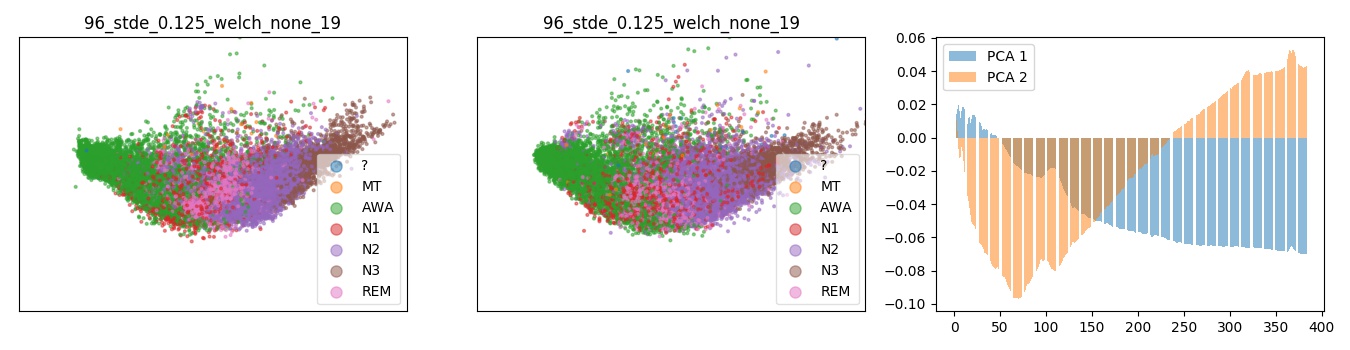 96_stde_0.125_welch_none_19
?
MT
AWA
N1
N2
N3
REM
96_stde_0.125_welch_none_19
?
MT
AWA
N1
N2
N3
REM
PCA 1
PCA 2
0.06
0.04
0.02
0.00
−0.02
−0.04
−0.06
−0.08
−0.10
0 50 100 150 200 250 300 350 400